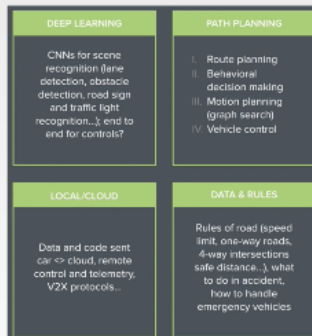 DEEP LEARNING
CNNs for scene
recognition (lane
detection, obstacle
detection, road sign
and traffic light
recognition...); end to
end for controls?
PATH PLANNING
I. Route planning
II. Behavioral
decision making
III. Motion planning
(graph search)
IV. Vehicle control
LOCAL/CLOUD
Data and code sent
car <> cloud, remote
control and telemetry,
V2X protocols...
DATA & RULES
Rules of road (speed
limit, one-way roads,
4-way intersections
safe distance...), what
to do in accident,
how to handle
emergency vehicles